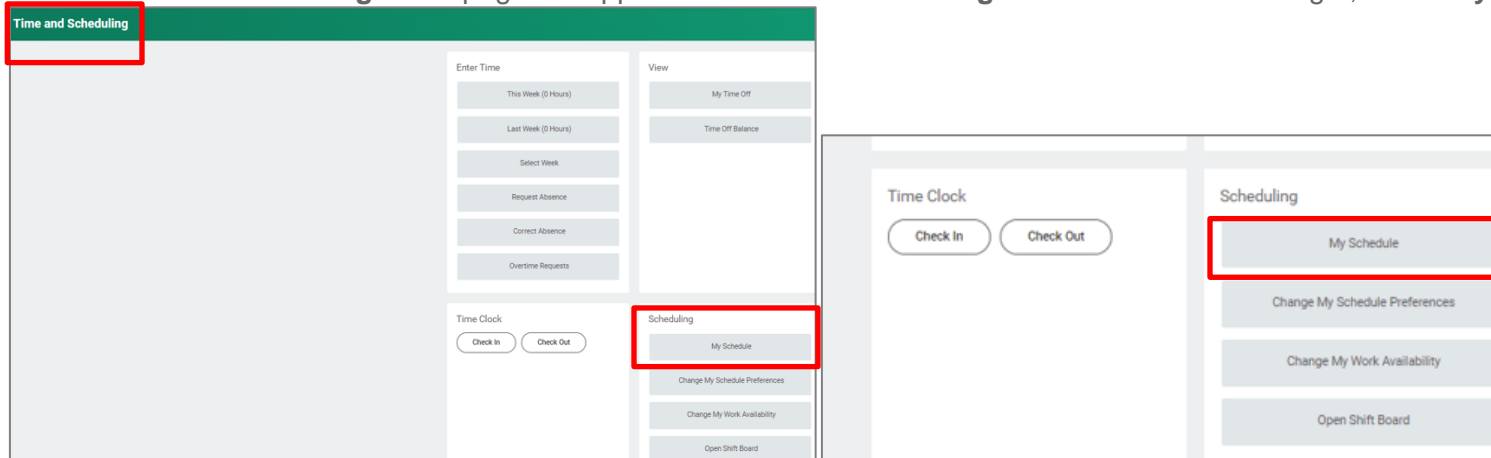 Time and Scheduling
Enter Time
This Week (0 Hours)
Last Week (0 Hours)
Select Week
Request Absence
Correct Absence
Overtime Requests
View
My Time Off
Time Off Balance
Time Clock
Check In Check Out
Scheduling
My Schedule
Change My Schedule Preferences
Change My Work Availability
Open Shift Board
Time Clock
Check In Check Out
Scheduling
My Schedule
Change My Schedule Preferences
Change My Work Availability
Open Shift Board